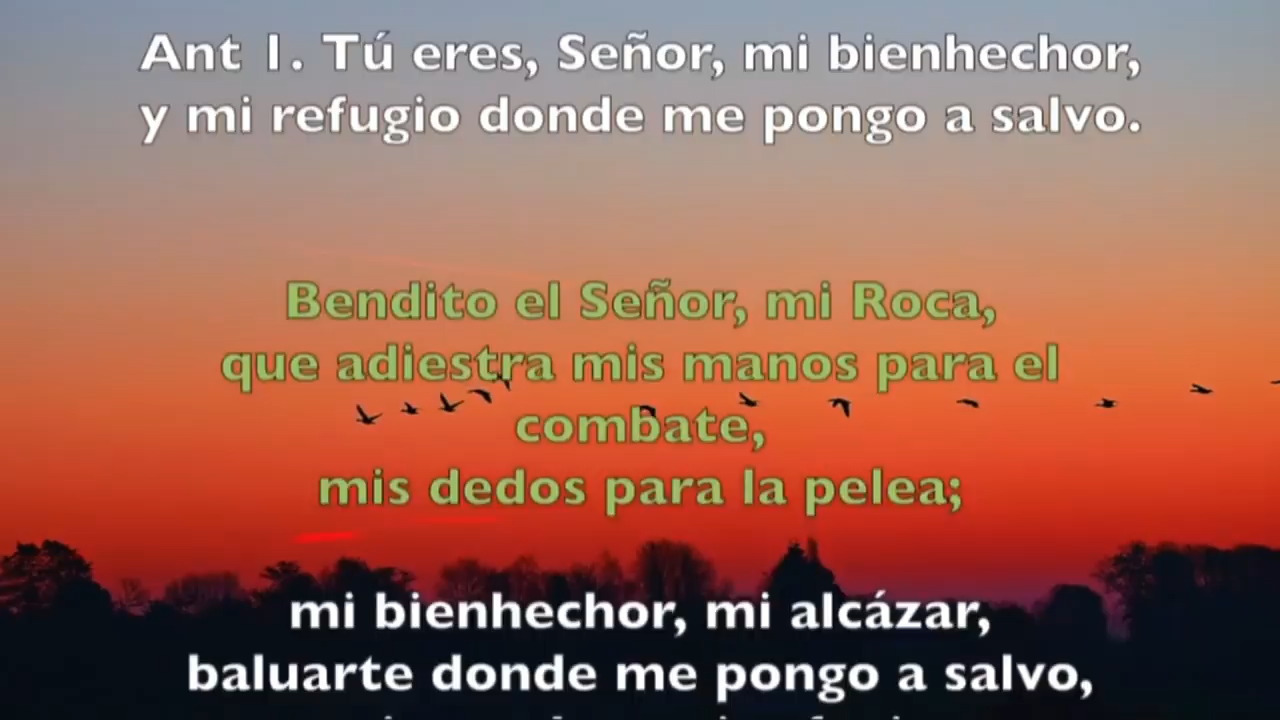 Ant 1. Tú eres, Señor, mi bienhechor,
y mi refugio donde me pongo a salvo.
Bendito el Señor, mi Roca,
que adiestra mis manos para el
combate,
mis dedos para la pelea;
mi bienhechor, mi alcázar,
baluarte donde me pongo a salvo,